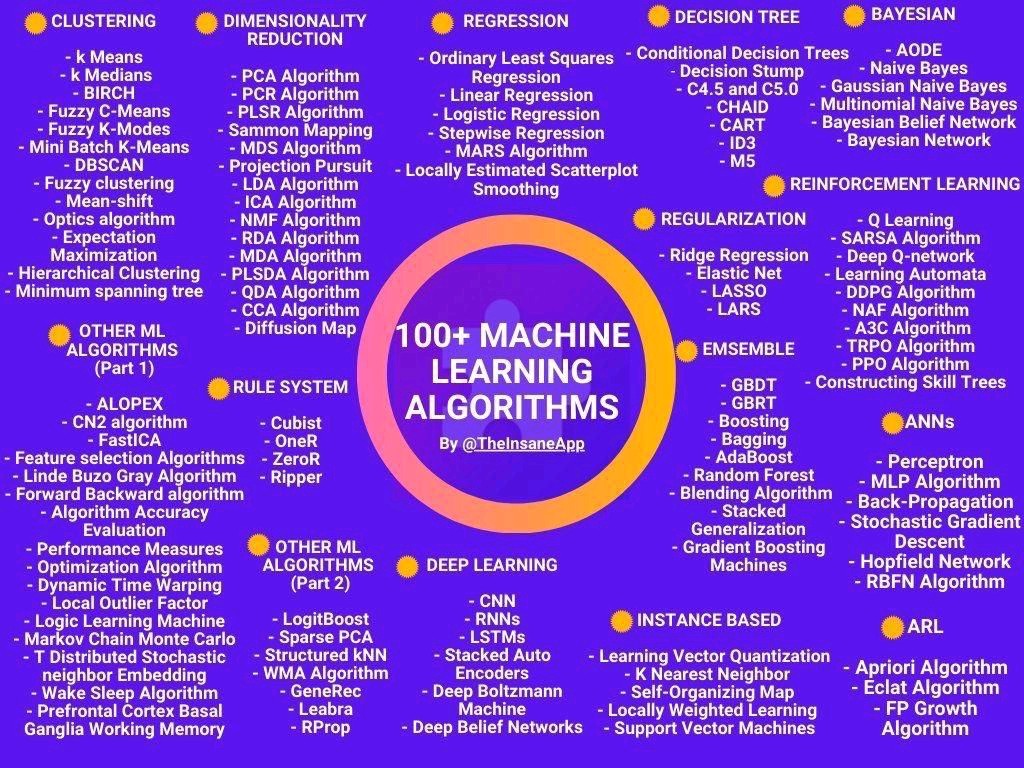 CLUSTERING
- k Means
- k Medians
- BIRCH
- Fuzzy C-Means
- Fuzzy K-Modes
- Mini Batch K-Means
- DBSCAN
- Fuzzy clustering
- Mean-shift
- Optics algorithm
- Expectation
Maximization
- Hierarchical Clustering
- Minimum spanning tree
DIMENSIONALITY
REDUCTION
- PCA Algorithm
- PCR Algorithm
- PLSR Algorithm
- Sammon Mapping
- MDS Algorithm
- Projection Pursuit
- LDA Algorithm
- ICA Algorithm
- NMF Algorithm
- RDA Algorithm
- MDA Algorithm
- PLSDA Algorithm
- QDA Algorithm
- CCA Algorithm
- Diffusion Map
REGRESSION
- Ordinary Least Squares
Regression
- Linear Regression
- Logistic Regression
- Stepwise Regression
- MARS Algorithm
- Locally Estimated Scatterplot
Smoothing
DECISION TREE
- Conditional Decision Trees
- Decision Stump
- C4.5 and C5.0
- CHAID
- CART
- ID3
- M5
BAYESIAN
- AODE
- Naive Bayes
- Gaussian Naive Bayes
- Multinomial Naive Bayes
- Bayesian Belief Network
- Bayesian Network
REINFORCEMENT LEARNING
- Q Learning
- SARSA Algorithm
- Deep Q-network
- Learning Automata
- DDPG Algorithm
- NAF Algorithm
- A3C Algorithm
- TRPO Algorithm
- PPO Algorithm
- Constructing Skill Trees
REGULARIZATION
- Ridge Regression
- Elastic Net
- LASSO
- LARS
100+ MACHINE
LEARNING
ALGORITHMS
By @TheInsaneApp
OTHER ML
ALGORITHMS
(Part 1)
- ALOPEX
- CN2 algorithm
- FastICA
- Feature selection Algorithms
- Linde Buzo Gray Algorithm
- Forward Backward algorithm
- Algorithm Accuracy
Evaluation
- Performance Measures
- Optimization Algorithm
- Dynamic Time Warping
- Local Outlier Factor
- Logic Learning Machine
- Markov Chain Monte Carlo
- T Distributed Stochastic
neighbor Embedding
- Wake Sleep Algorithm
- Prefrontal Cortex Basal
Ganglia Working Memory
RULE SYSTEM
- Cubist
- OneR
- ZeroR
- Ripper
EMSEMBLE
- GBDT
- GBRT
- Boosting
- Bagging
- AdaBoost
- Random Forest
- Blending Algorithm
- Stacked
Generalization
- Gradient Boosting
Machines
ANNs
- Perceptron
- MLP Algorithm
- Back-Propagation
- Stochastic Gradient
Descent
- Hopfield Network
- RBFN Algorithm
OTHER ML
ALGORITHMS
(Part 2)
- LogitBoost
- Sparse PCA
- Structured kNN
- WMA Algorithm
- GeneRec
- Leabra
- RProp
DEEP LEARNING
- CNN
- RNNs
- LSTMs
- Stacked Auto
Encoders
- Deep Boltzmann
Machine
- Deep Belief Networks
INSTANCE BASED
- Learning Vector Quantization
- K Nearest Neighbor
- Self-Organizing Map
- Locally Weighted Learning
- Support Vector Machines
ARL
- Apriori Algorithm
- Eclat Algorithm
- FP Growth
Algorithm